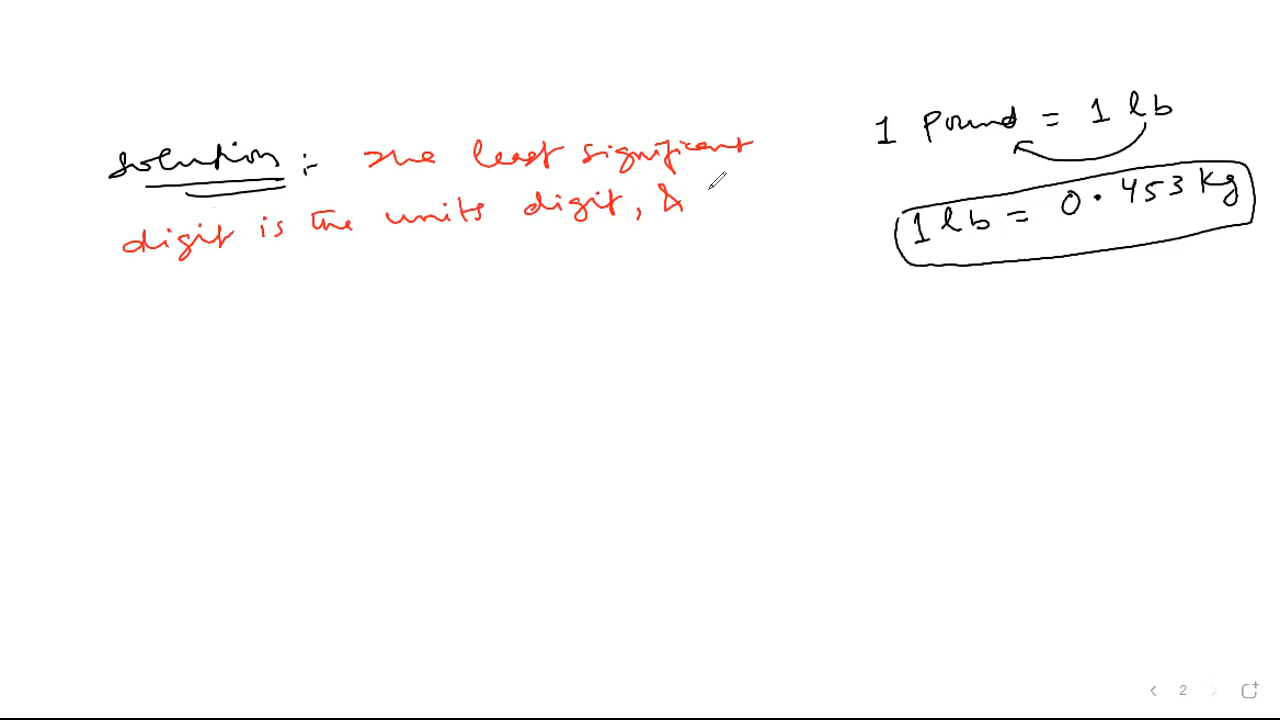 Solution :- The least significant
digit is the units digit, &
1 Pound = 1 lb
1 lb = 0.453 Kg
2